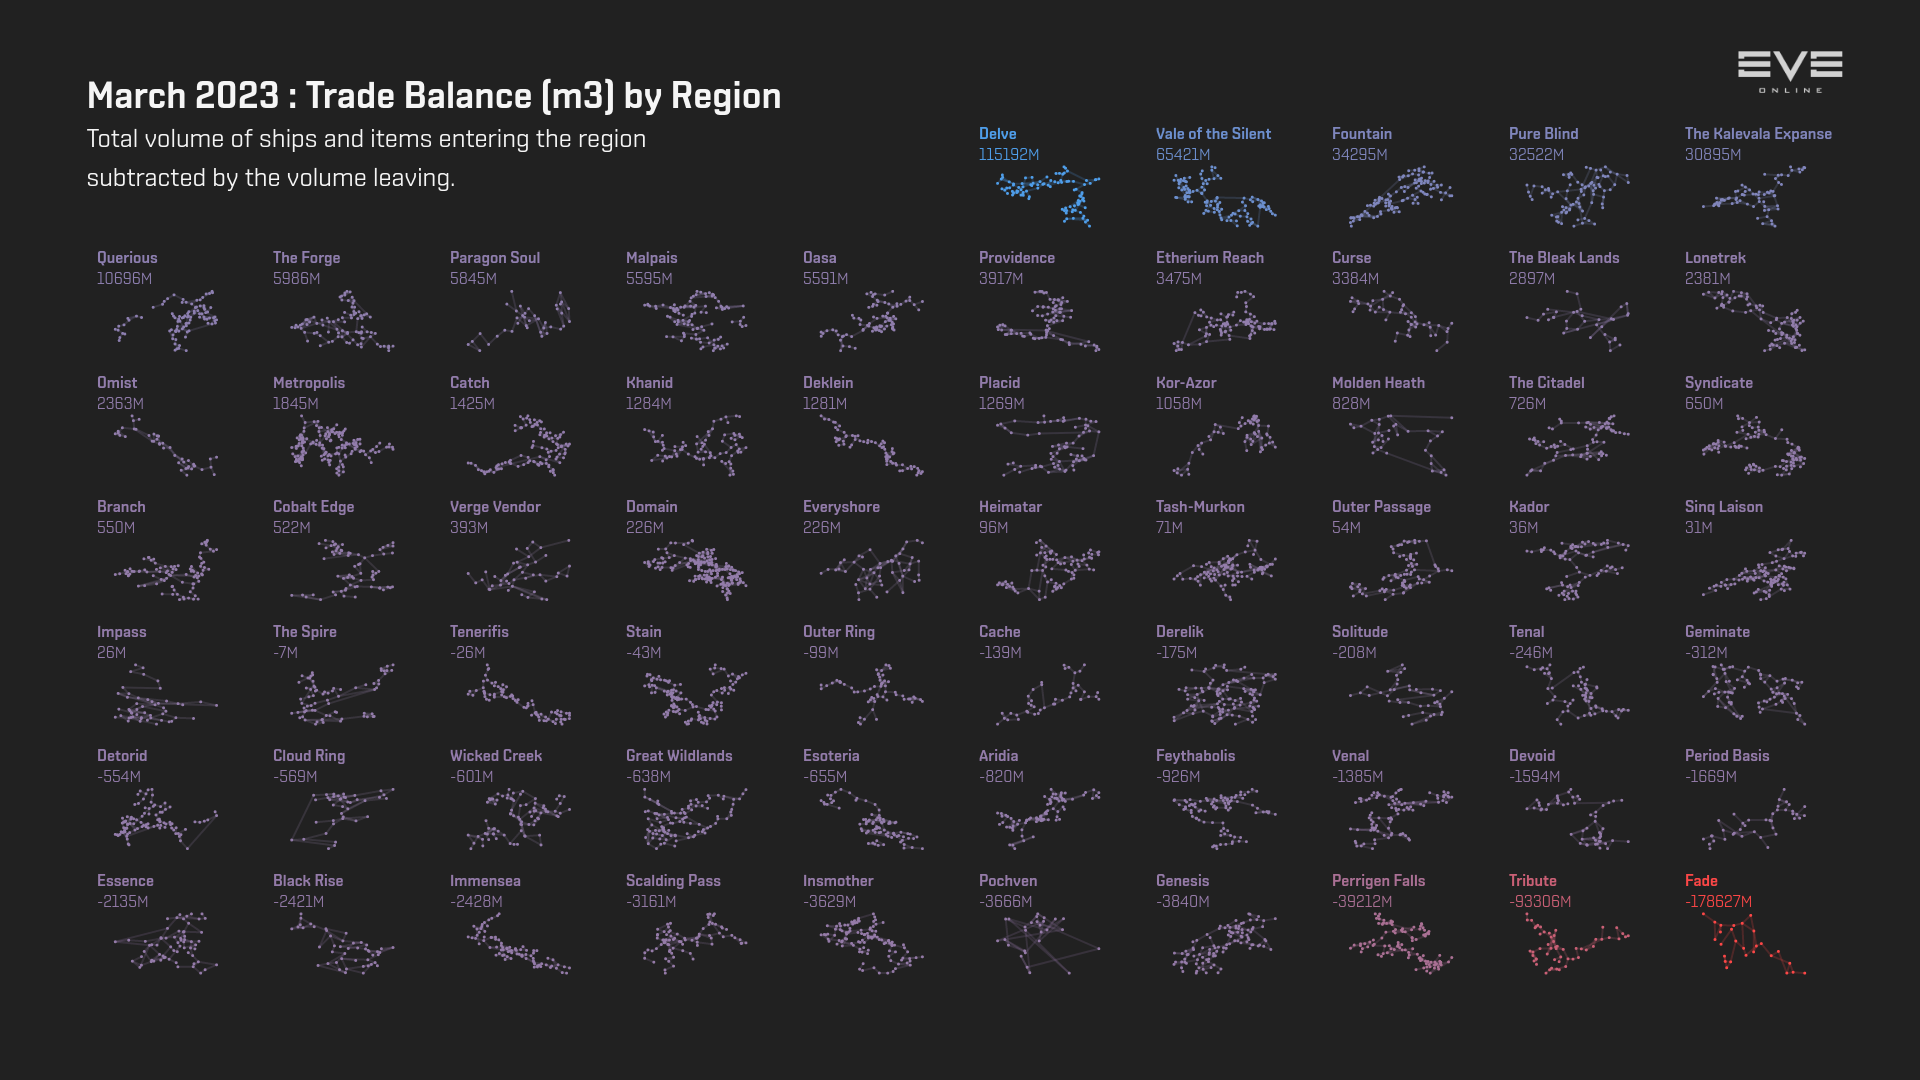 EVE
ONLINE
March 2023 : Trade Balance (m3) by Region
Total volume of ships and items entering the region
subtracted by the volume leaving.
Delve
115192M
Vale of the Silent
65421M
Fountain
34295M
Pure Blind
32522M
The Kalevala Expanse
30895M
Querious
10696M
The Forge
5986M
Paragon Soul
5845M
Malpais
5595M
Oasa
5591M
Providence
3917M
Etherium Reach
3475M
Curse
3384M
The Bleak Lands
2897M
Lonetrek
2381M
Omist
2363M
Metropolis
1845M
Catch
1425M
Khanid
1284M
Deklein
1281M
Placid
1269M
Kor-Azor
1058M
Molden Heath
828M
The Citadel
726M
Syndicate
650M
Branch
550M
Cobalt Edge
522M
Verge Vendor
393M
Domain
226M
Everyshore
226M
Heimatar
96M
Tash-Murkon
71M
Outer Passage
54M
Kador
36M
Sinq Laison
31M
Impass
26M
The Spire
-7M
Tenerifis
-26M
Stain
-43M
Outer Ring
-99M
Cache
-139M
Derelik
-175M
Solitude
-208M
Tenal
-246M
Geminate
-312M
Detorid
-554M
Cloud Ring
-569M
Wicked Creek
-601M
Great Wildlands
-638M
Esoteria
-655M
Aridia
-820M
Feythabolis
-926M
Venal
-1385M
Devoid
-1594M
Period Basis
-1669M
Essence
-2135M
Black Rise
-2421M
Immensea
-2428M
Scalding Pass
-3161M
Insmother
-3629M
Pochven
-3666M
Genesis
-3840M
Perrigen Falls
-39212M
Tribute
-93306M
Fade
-178627M